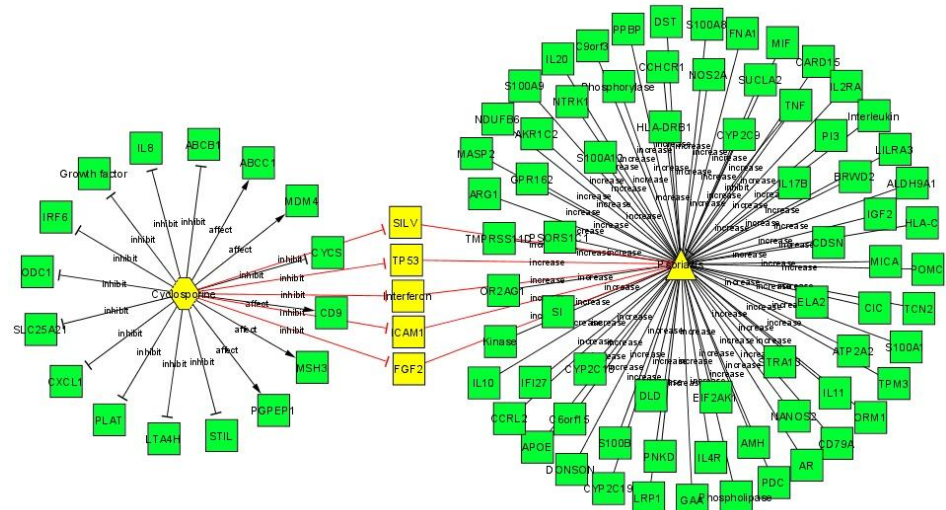 PPBP
DST
S100A8
FNA1
MIF
CARD15
IL2RA
Interleukin
LILRA3
ALDH9A1
HLA-C
POMC
TCN2
S100A1
TPM3
ORM1
CD79A
AR
PDC
Phospholipase
GAA
LRP1
CYP2C19
DONSON
APOE
CCRL2
IL10
Kinase
OR2AG1
TMPRSS11D
ARG1
MASP2
NDUFB6
S100A9
IL20
C9orf3
CCHCR1
NOS2A
SUCLA2
TNF
PI3
BRWD2
IGF2
MICA
CIC
ATP2A2
IL11
NANOS2
AMH
IL4R
PNKD
S100B
C6orf15
IFI27
SI
PSORS1C1
GPR162
AKR1C2
NTRK1
Phosphorylase
HLA-DRB1
CYP2C9
IL17B
CDSN
ELA2
STRA13
EIF2AK1
DLD
CYP2C18
S100A12
Psoriasis
increase
inhibit
IL8
ABCB1
ABCC1
MDM4
CYCS
CD9
MSH3
PGPEP1
STIL
LTA4H
PLAT
CXCL1
SLC25A21
ODC1
IRF6
Growth factor
Cyclosporine
inhibit
affect
SILV
TP53
Interferon
ICAM1
FGF2